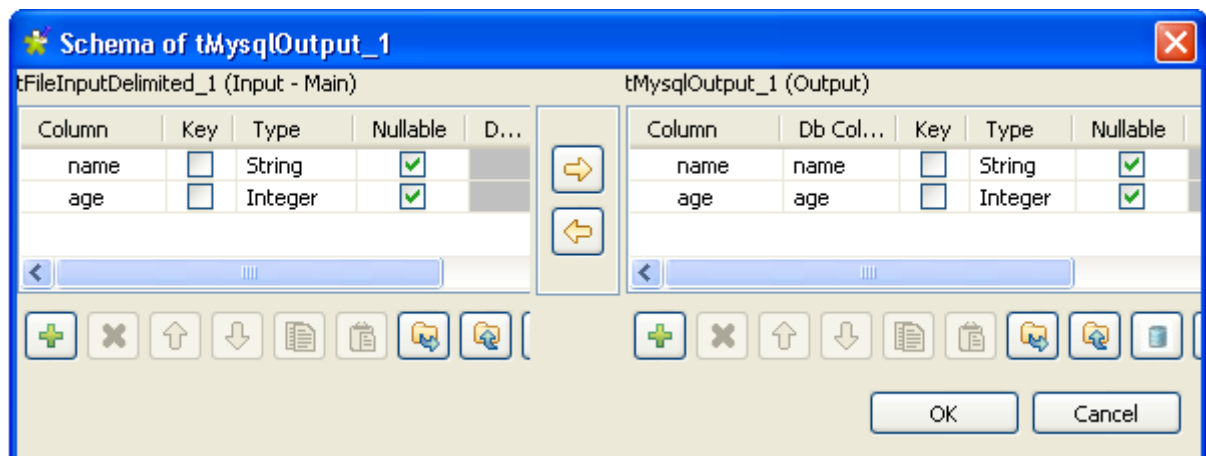 Schema of tMysqlOutput_1
tFileInputDelimited_1 (Input - Main)
Column Key Type Nullable D...
name String
age Integer
tMysqlOutput_1 (Output)
Column Db Col... Key Type Nullable
name name String
age age Integer
OK Cancel